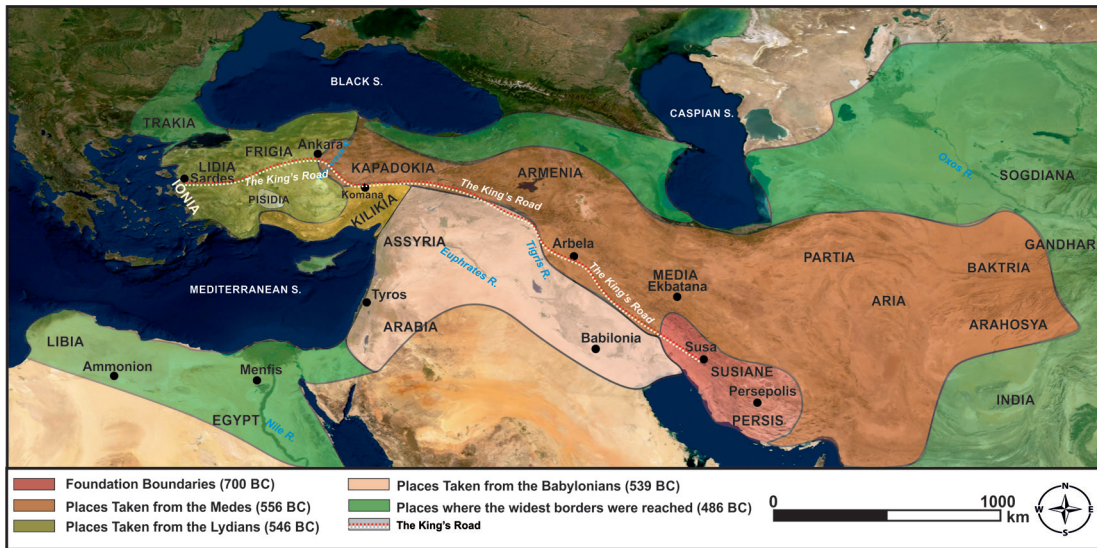 BLACK S.
CASPIAN S.
TRAKIA
Ankara
FRIGIA
LIDIA
Sardes
The King's Road
IONIA
PISIDIA
KAPADOKIA
Komana
KILIKIA
The King's Road
ARMENIA
Oxos R.
SOGDIANA
GANDHAR
ASSYRIA
Euphrates R.
Tigris R.
Arbela
The King's Road
MEDIA
Ekbatana
PARTIA
BAKTRIA
ARIA
ARAHOSYA
MEDITERRANEAN S.
Tyros
ARABIA
Babilonia
Susa
SUSIANE
Persepolis
PERSIS
INDIA
LIBIA
Ammonion
Menfis
EGYPT
Nile R.
Foundation Boundaries (700 BC)
Places Taken from the Medes (556 BC)
Places Taken from the Lydians (546 BC)
Places Taken from the Babylonians (539 BC)
Places where the widest borders were reached (486 BC)
The King's Road
0 1000
km
N
W E
S